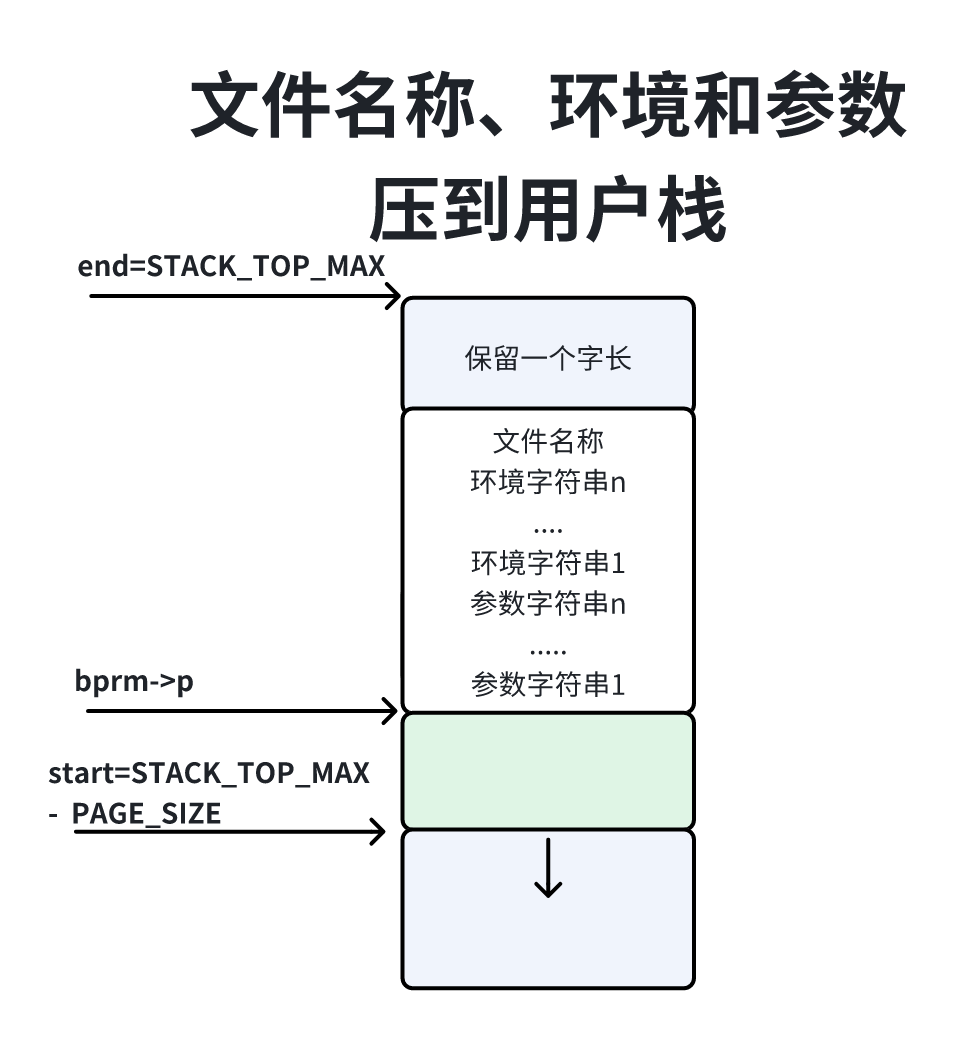 文件名称、环境和参数
压到用户栈
end=STACK_TOP_MAX
保留一个字长
文件名称
环境字符串n
....
环境字符串1
参数字符串n
.....
参数字符串1
bprm->p
start=STACK_TOP_MAX
- PAGE_SIZE